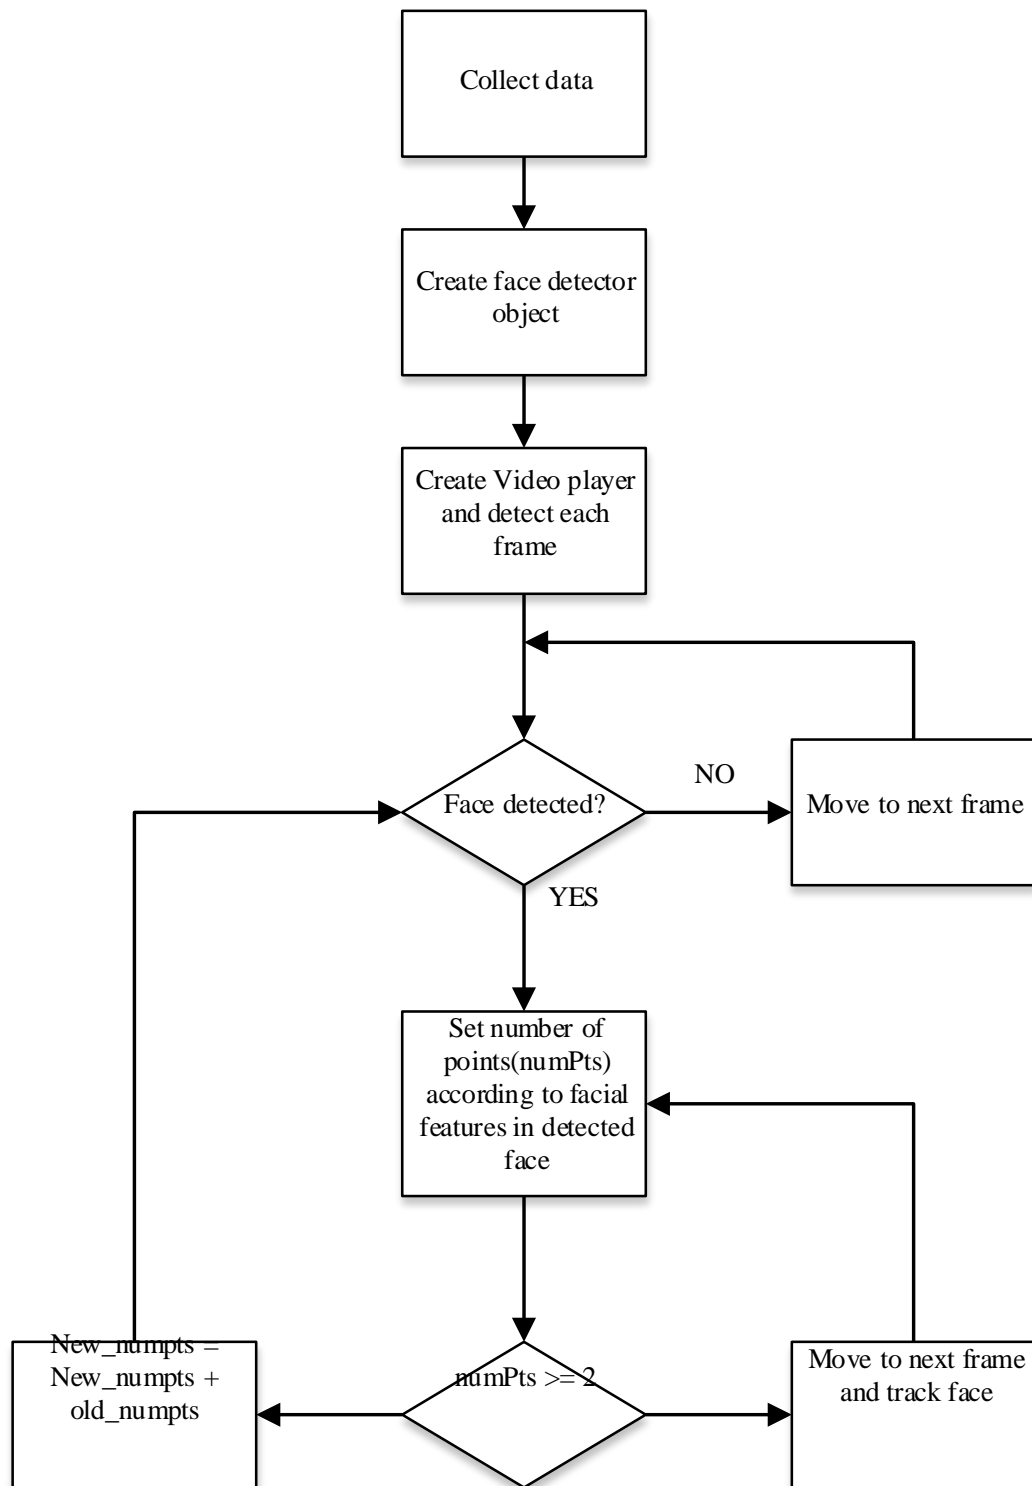 Collect data
Create face detector
object
Create Video player
and detect each
frame
Face detected?
NO
Move to next frame
YES
Set number of
points(numPts)
according to facial
features in detected
face
New_numpts =
New_numpts +
old_numpts
numPts >= 2
Move to next frame
and track face